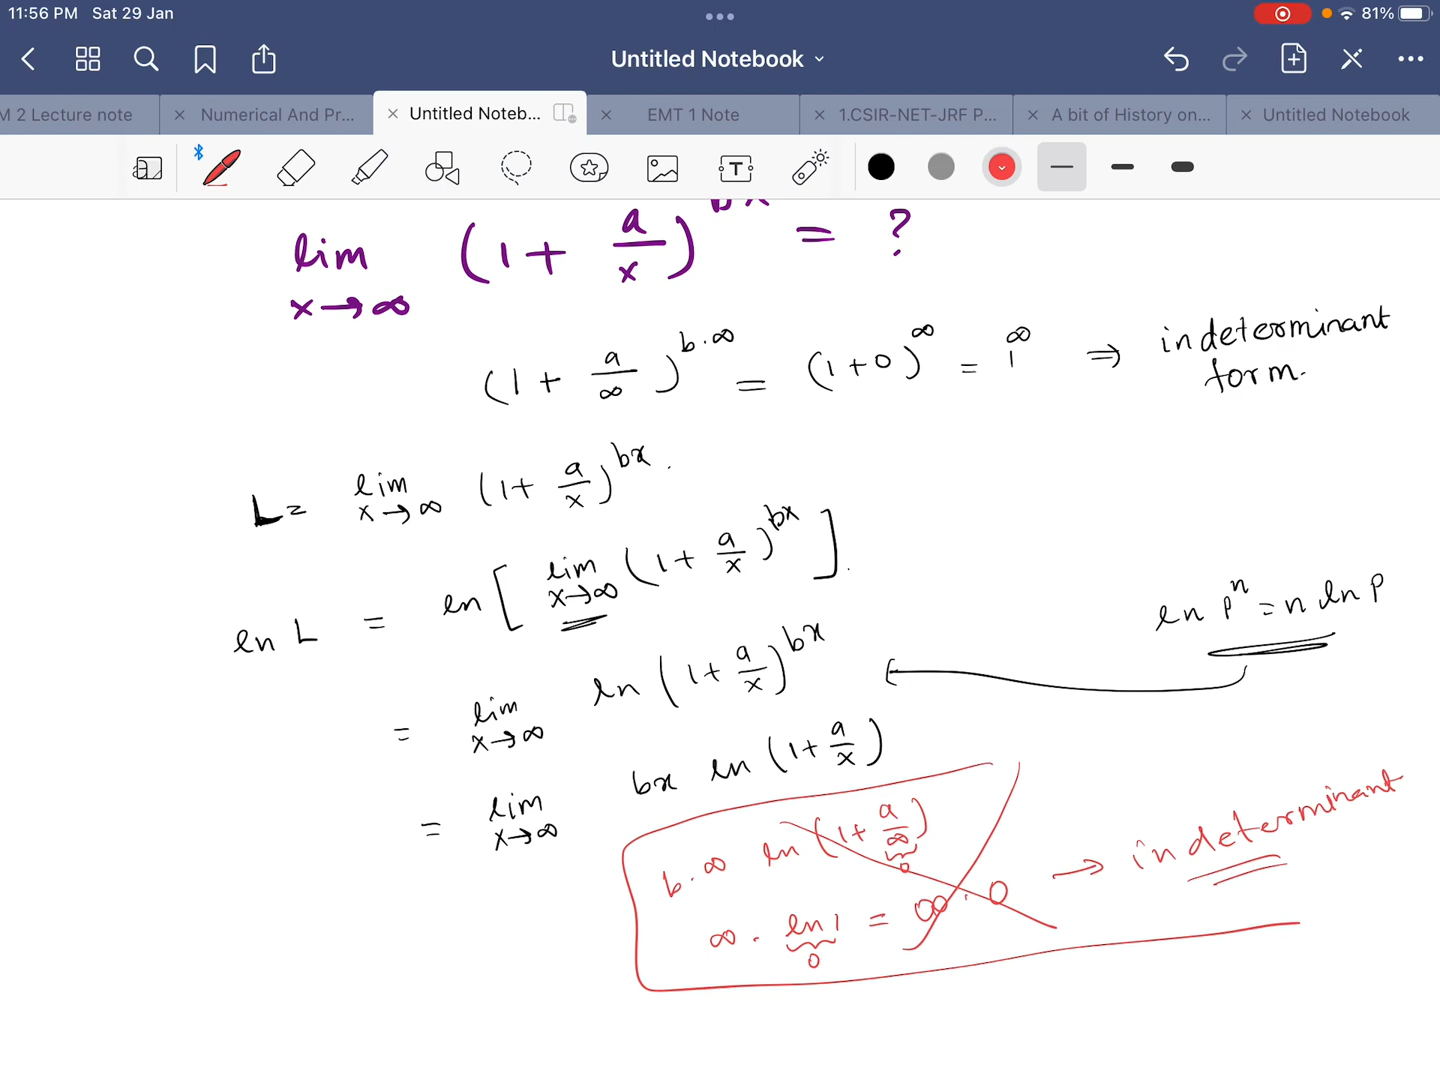 11:56 PM Sat 29 Jan
81%
Untitled Notebook
M 2 Lecture note
Numerical And Pr...
Untitled Noteb...
EMT 1 Note
1.CSIR-NET-JRF P...
A bit of History on...
Untitled Notebook
lim x→∞ (1 + a/x)^bx = ?
(1 + a/∞)^b·∞ = (1+0)^∞ = 1^∞ ⇒ indeterminant form.
L = lim x→∞ (1+ a/x)^bx.
ln L = ln [ lim x→∞ (1+ a/x)^bx ].
ln P^n = n ln P
= lim x→∞ ln (1+ a/x)^bx
= lim x→∞ bx ln (1+ a/x)
b.∞ ln (1+ a/∞) 0 → indeterminant
∞ . ln 1 = ∞ . 0
0